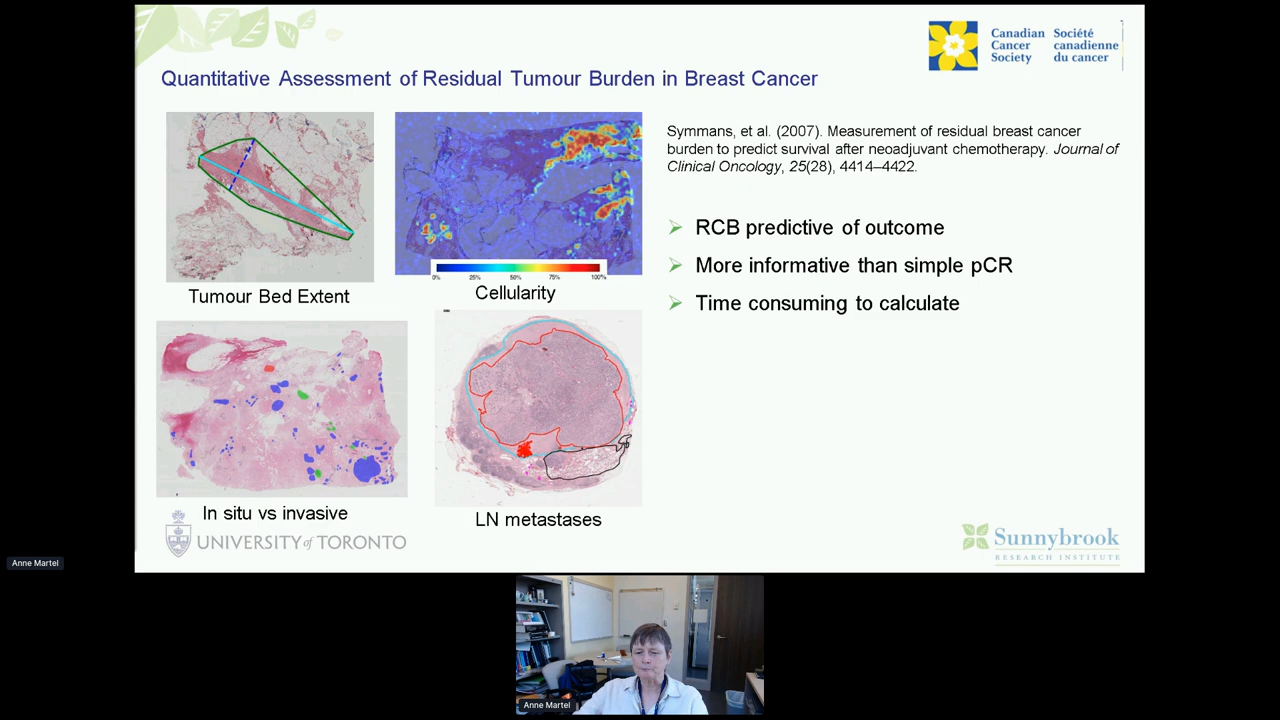 Canadian Société
Cancer canadienne
Society du cancer
Quantitative Assessment of Residual Tumour Burden in Breast Cancer
Symmans, et al. (2007). Measurement of residual breast cancer
burden to predict survival after neoadjuvant chemotherapy. Journal of
Clinical Oncology, 25(28), 4414–4422.
RCB predictive of outcome
More informative than simple pCR
Time consuming to calculate
0% 25% 50% 75% 100%
Tumour Bed Extent
Cellularity
In situ vs invasive
LN metastases
UNIVERSITY of TORONTO
Sunnybrook
RESEARCH INSTITUTE
Anne Martel
Anne Martel